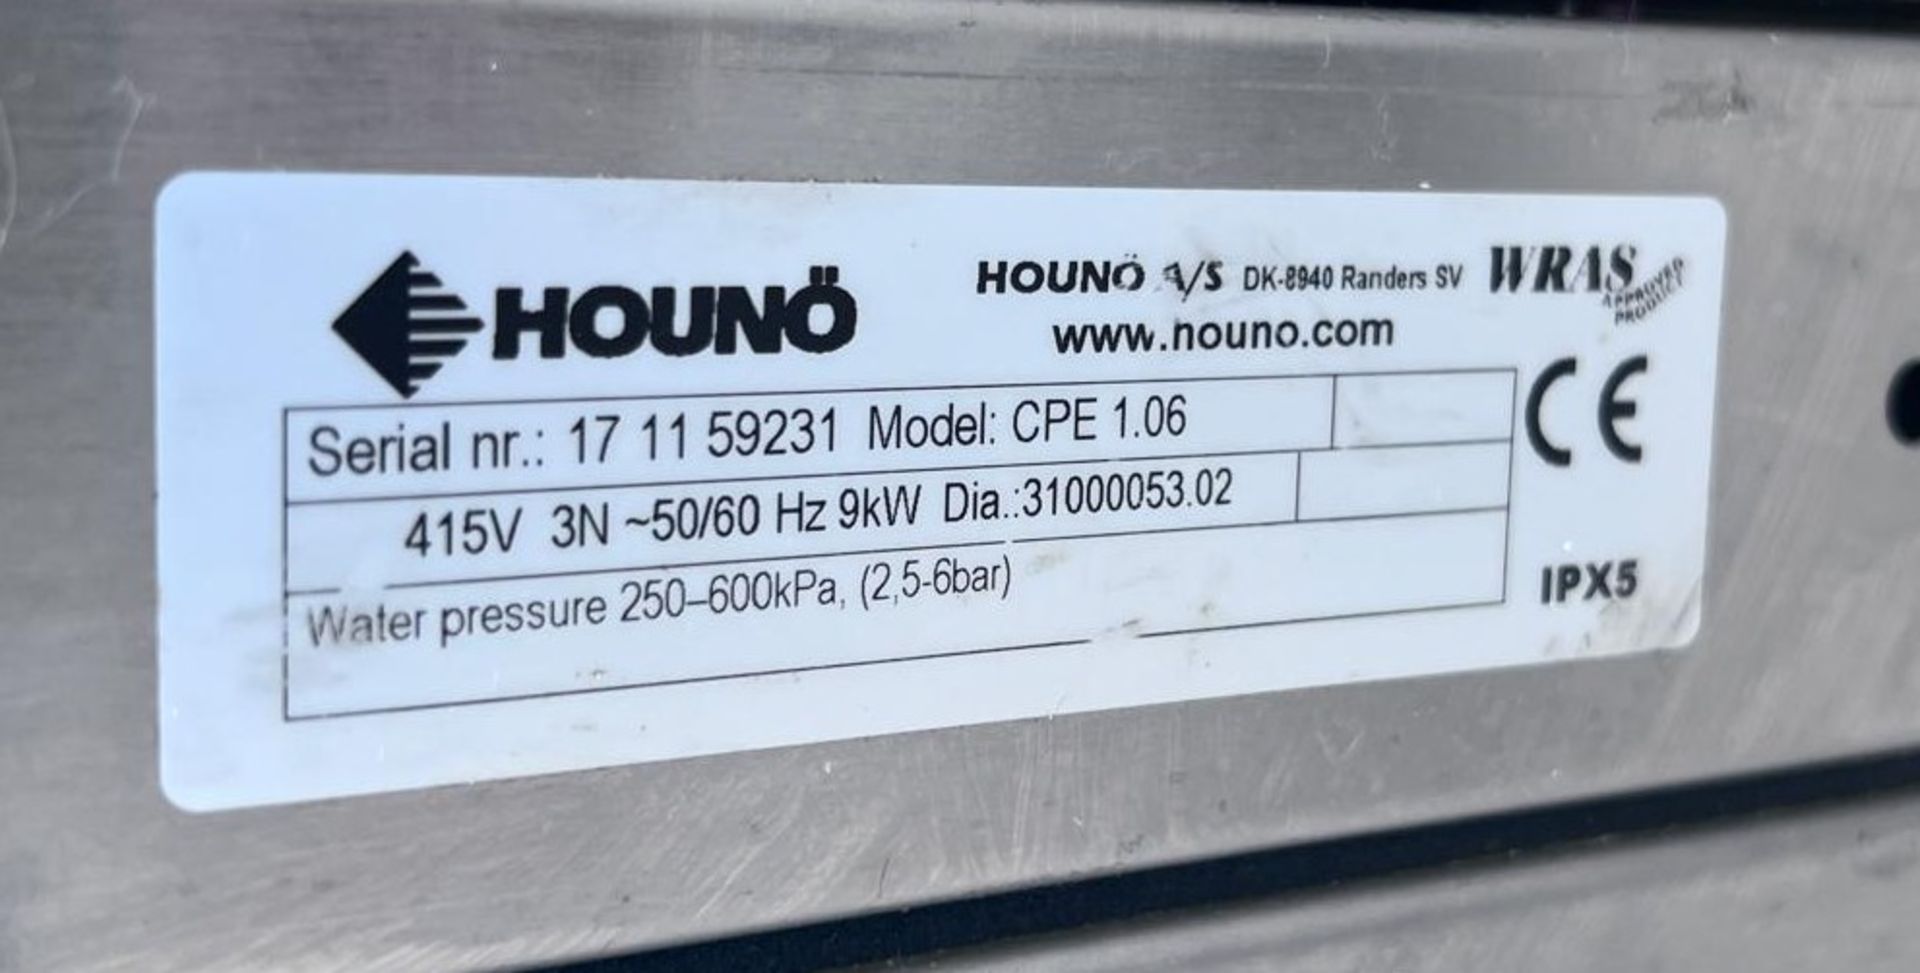 HOUNÖ
HOUNÖ A/S DK-8940 Randers SV
www.houno.com
WRAS
APPROVED
PRODUCT
Serial nr.: 17 11 59231 Model: CPE 1.06
415V 3N ~50/60 Hz 9kW Dia.:31000053.02
Water pressure 250–600kPa, (2,5-6bar)
CE
IPX5